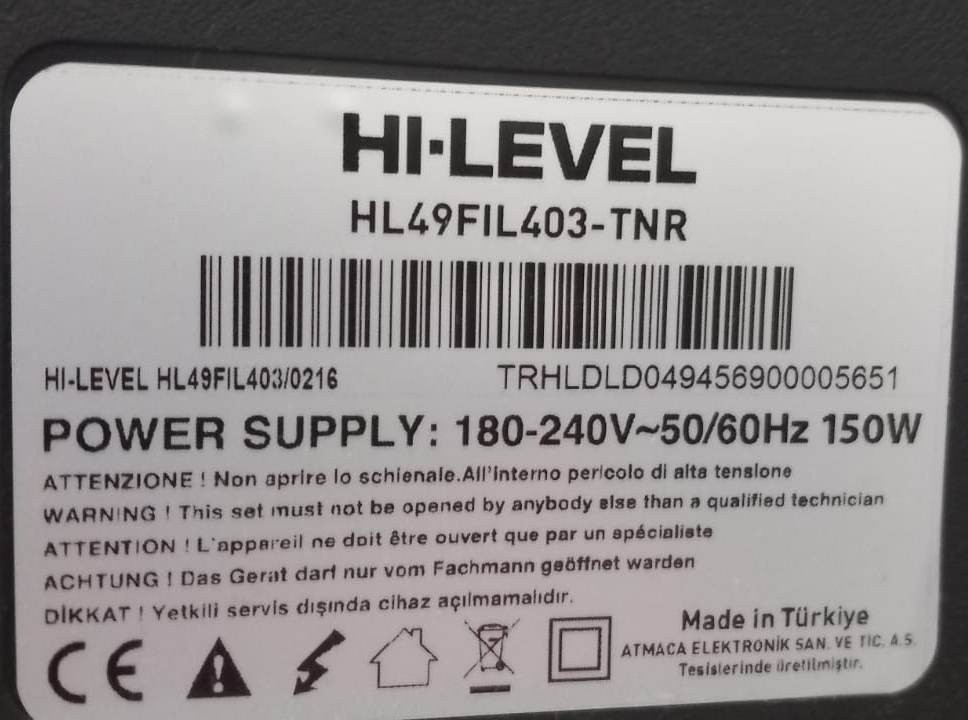 HI-LEVEL
HL49FIL403-TNR
HI-LEVEL HL49FIL403/0216
TRHLDLD049456900005651
POWER SUPPLY: 180-240V~50/60Hz 150W
ATTENZIONE ! Non aprire lo schienale.All'interno pericolo di alta tensione
WARNING ! This set must not be opened by anybody else than a qualified technician
ATTENTION ! L'appareil ne doit être ouvert que par un spécialiste
ACHTUNG ! Das Gerat darf nur vom Fachmann geöffnet warden
DİKKAT ! Yetkili servis dışında cihaz açılmamalıdır.
CE
Made in Türkiye
ATMACA ELEKTRONİK SAN. VE TİC. A.S.
Tesislerinde üretilmiştir.